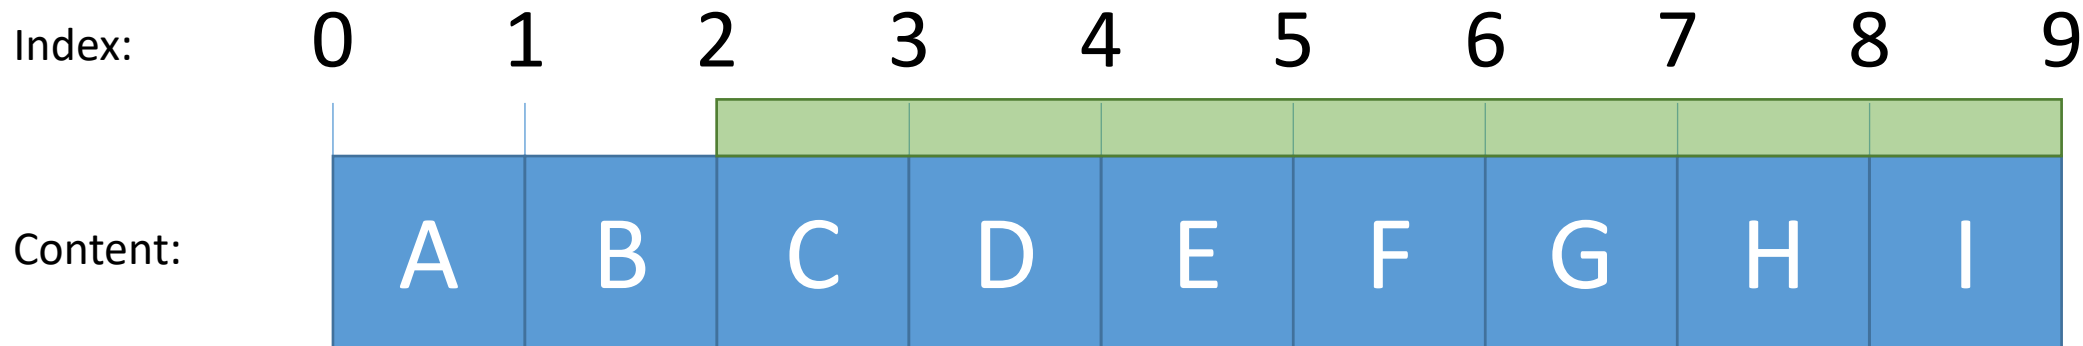 Index: 0 1 2 3 4 5 6 7 8 9
Content: A B C D E F G H I